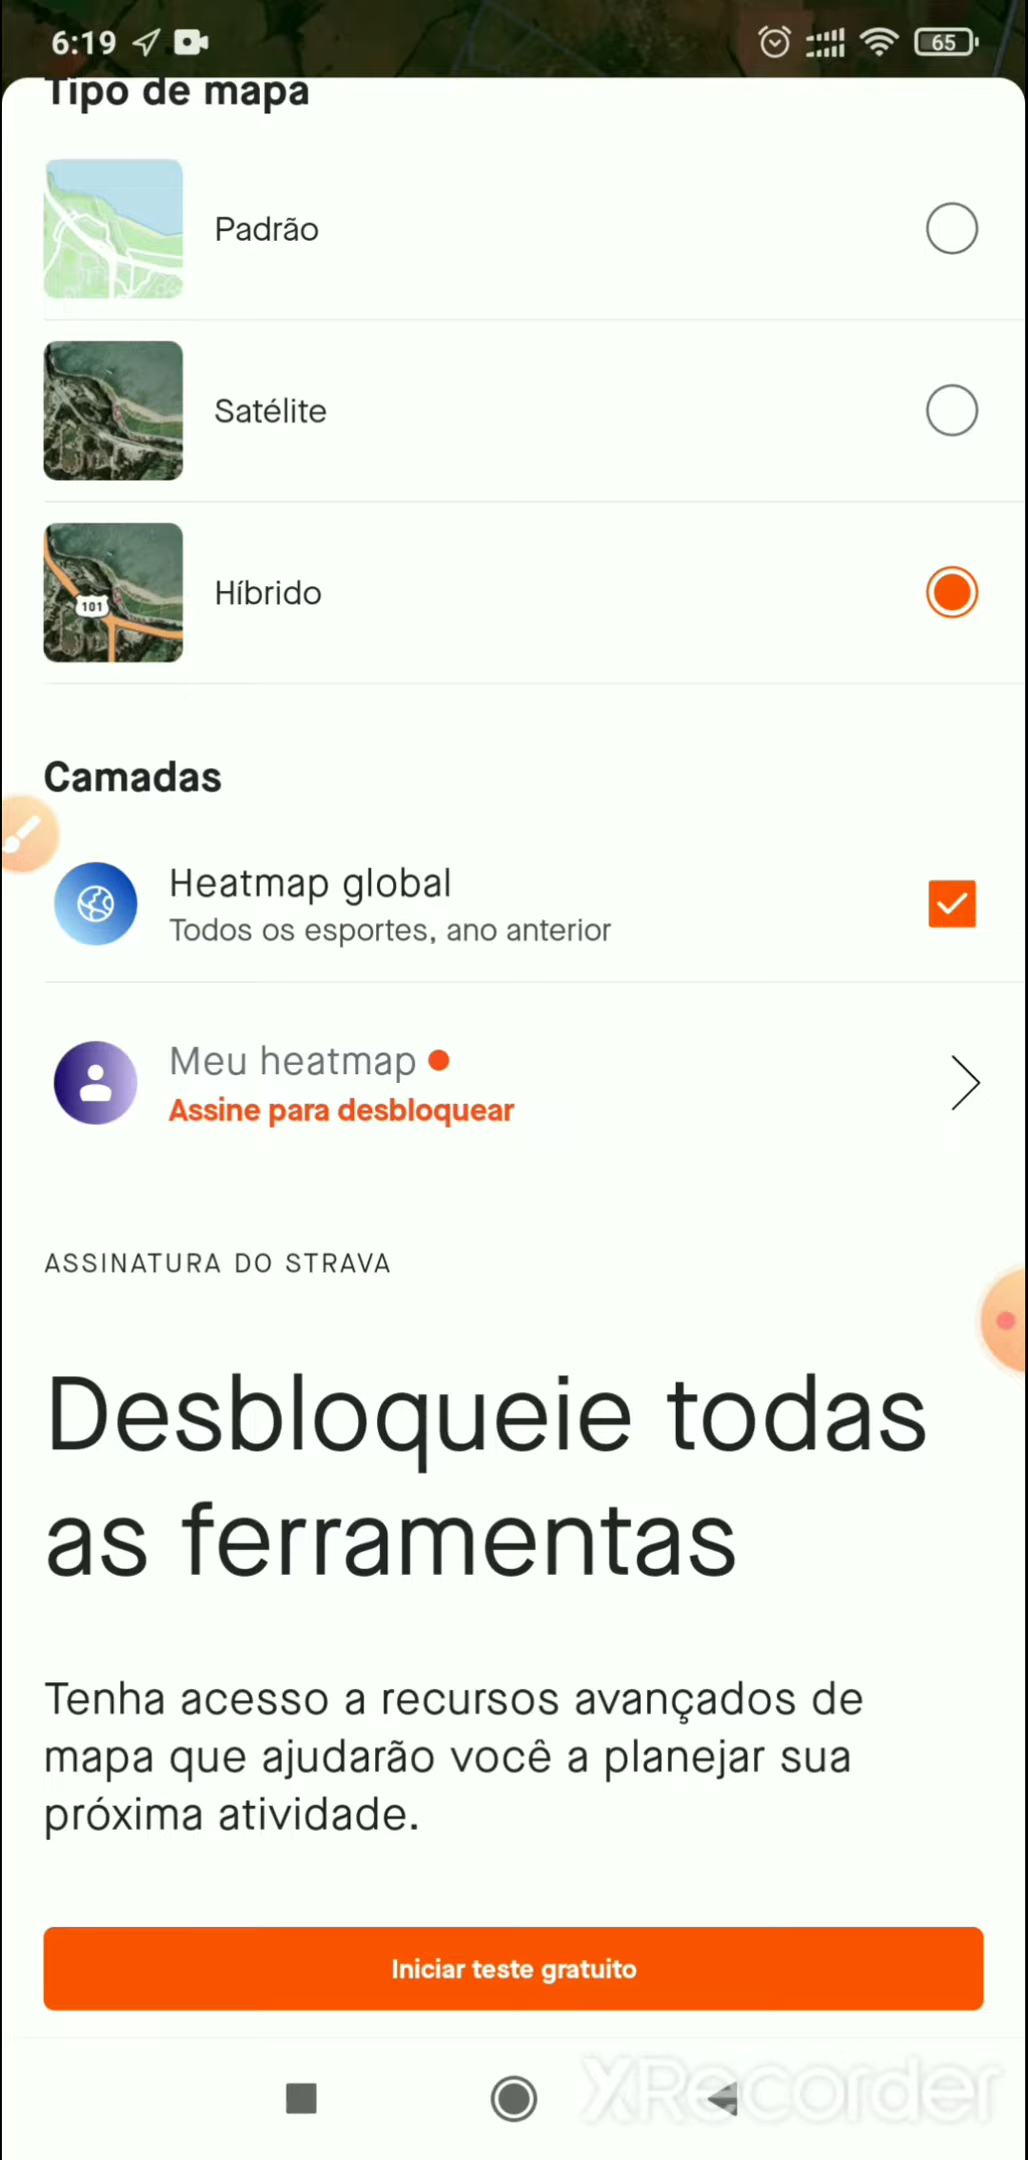 6:19
65
Tipo de mapa
Padrão
Satélite
101
Híbrido
Camadas
Heatmap global
Todos os esportes, ano anterior
Meu heatmap
Assine para desbloquear
ASSINATURA DO STRAVA
Desbloqueie todas
as ferramentas
Tenha acesso a recursos avançados de
mapa que ajudarão você a planejar sua
próxima atividade.
Iniciar teste gratuito
XRecorder